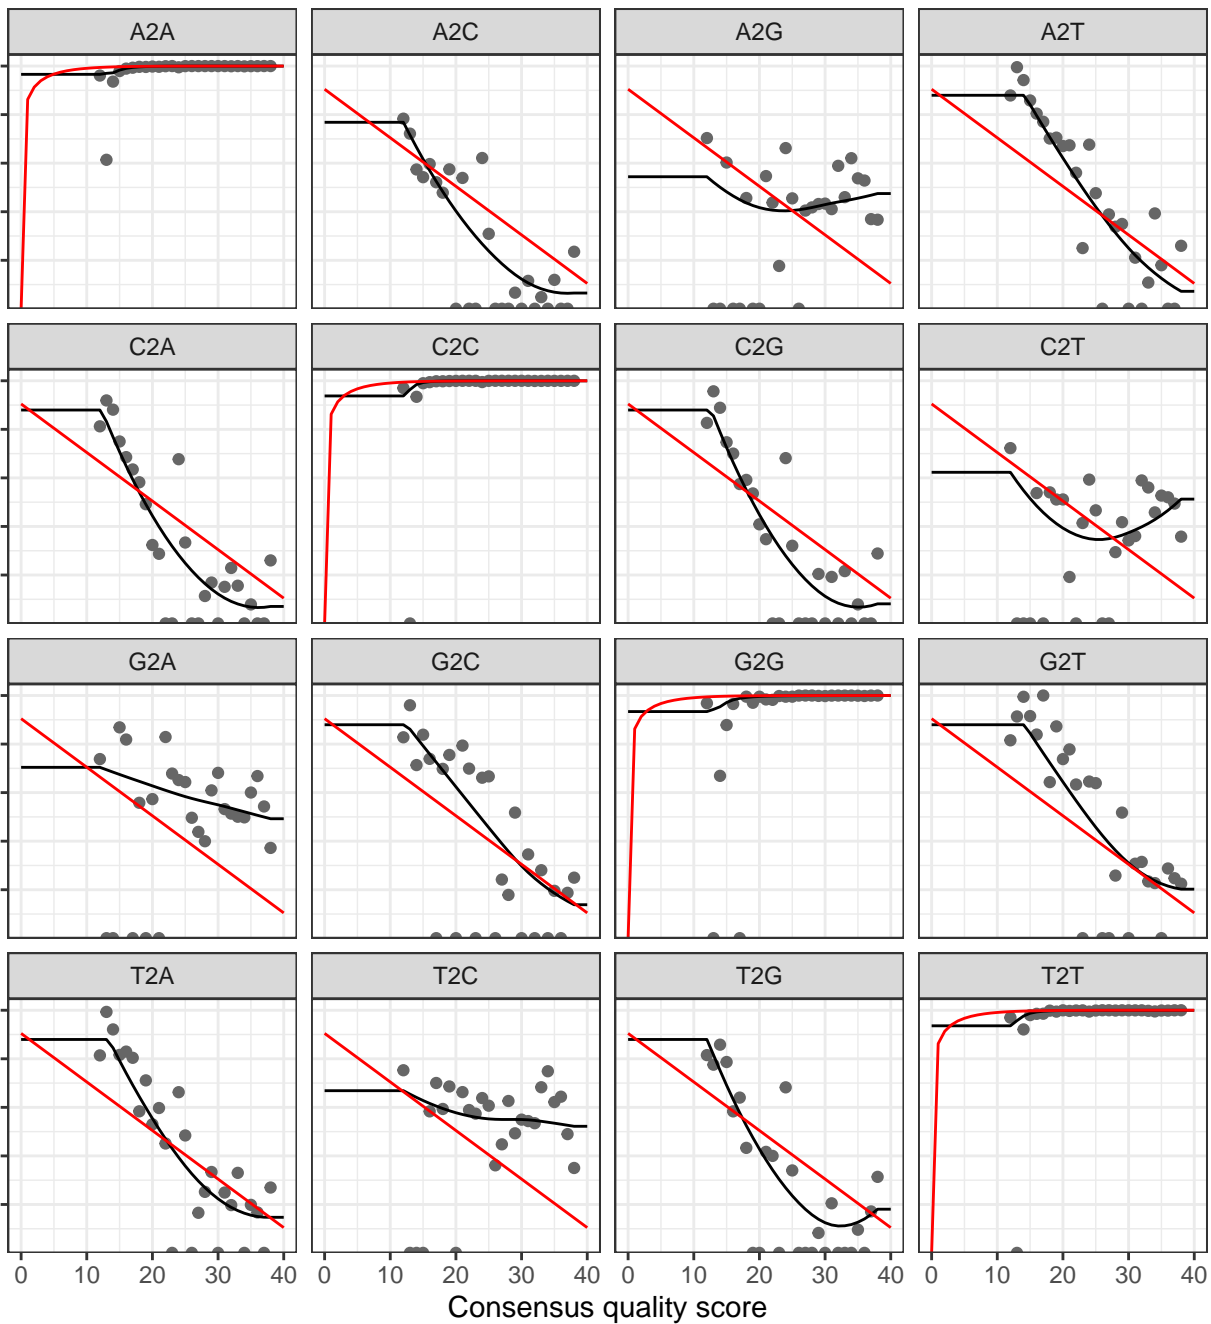 A2A A2C A2G A2T
C2A C2C C2G C2T
G2A G2C G2G G2T
T2A T2C T2G T2T
0 10 20 30 40 0 10 20 30 40 0 10 20 30 40 0 10 20 30 40
Consensus quality score